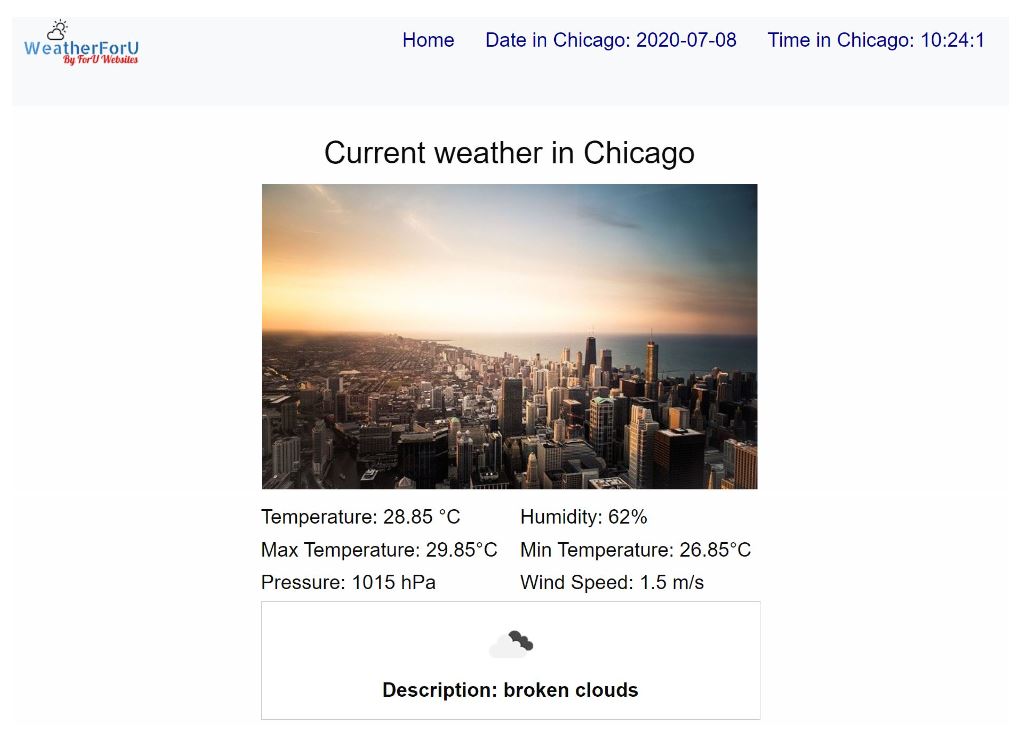 WeatherForU
By ForU Websites
Home Date in Chicago: 2020-07-08 Time in Chicago: 10:24:1
Current weather in Chicago
Temperature: 28.85 °C Humidity: 62%
Max Temperature: 29.85°C Min Temperature: 26.85°C
Pressure: 1015 hPa Wind Speed: 1.5 m/s
Description: broken clouds